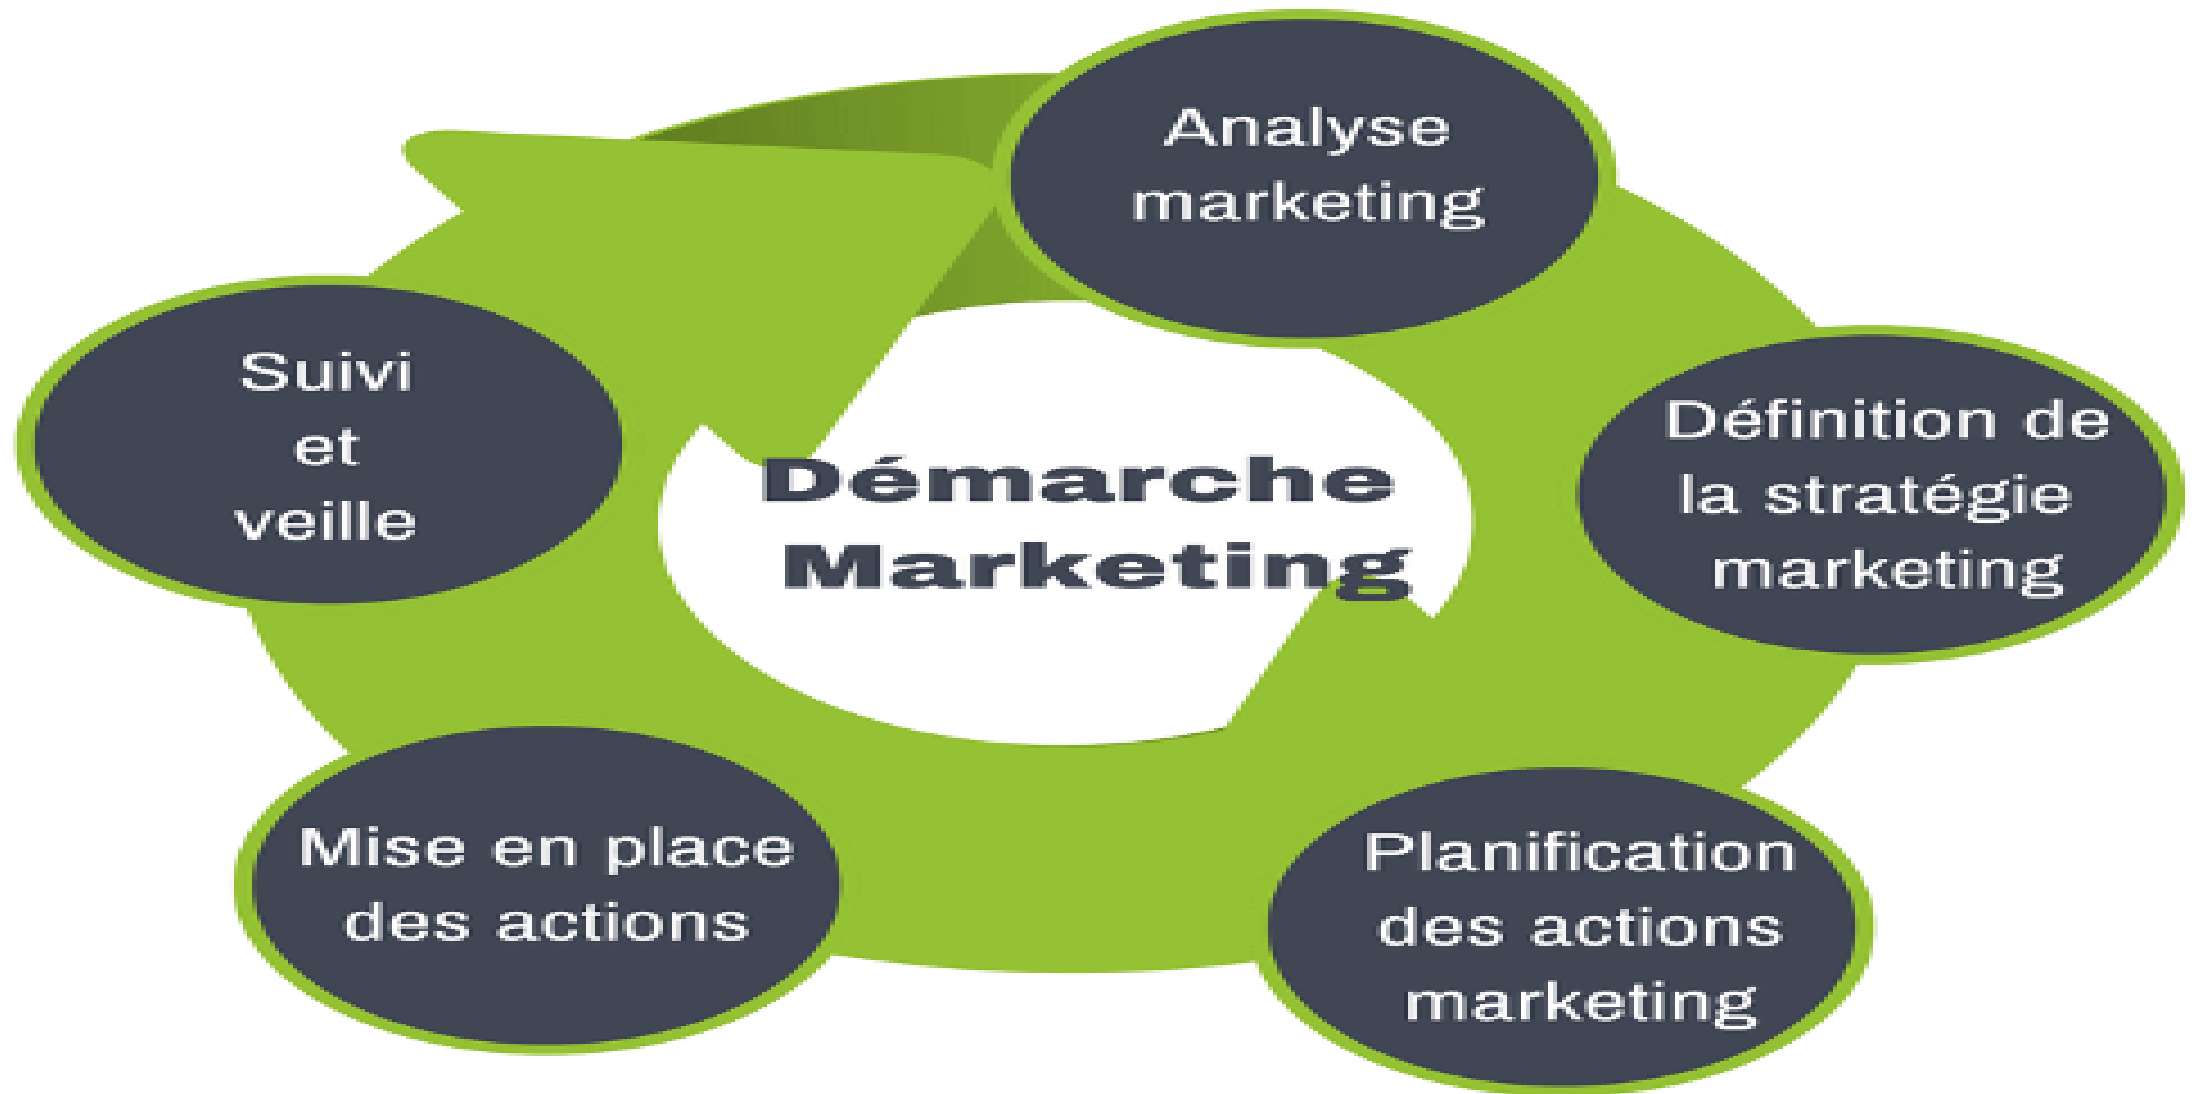 Analyse
marketing
Définition de
la stratégie
marketing
Planification
des actions
marketing
Mise en place
des actions
Suivi
et
veille
Démarche
Marketing